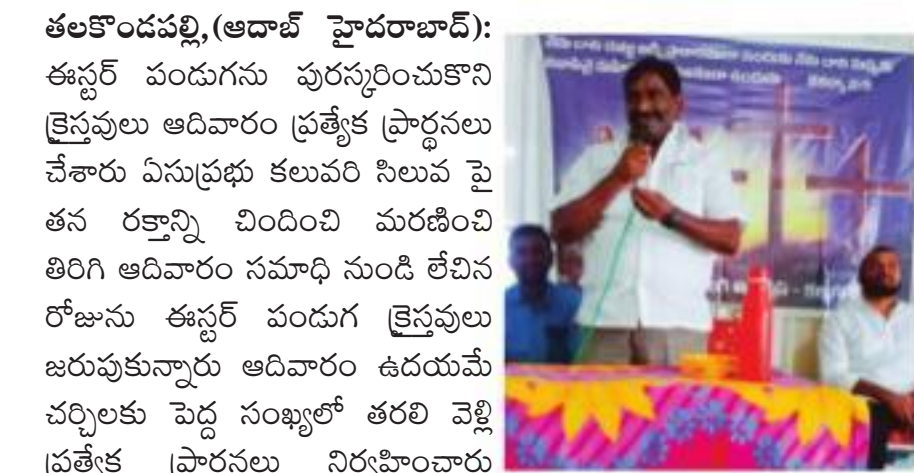 తలకొండపల్లి,(ఆదాబ్ హైదరాబాద్):
ఈస్టర్ పండుగను పురస్కరించుకొని
క్రైస్తవులు ఆదివారం ప్రత్యేక ప్రార్థనలు
చేశారు ఏసుప్రభు కలువరి సిలువ పై
తన రక్తాన్ని చిందించి మరణించి
తిరిగి ఆదివారం సమాధి నుండి లేచిన
రోజును ఈస్టర్ పండుగ క్రైస్తవులు
జరుపుకున్నారు ఆదివారం ఉదయమే
చర్చిలకు పెద్ద సంఖ్యలో తరలి వెళ్లి
ప్రత్యేక ప్రార్థనలు నిర్వహించారు